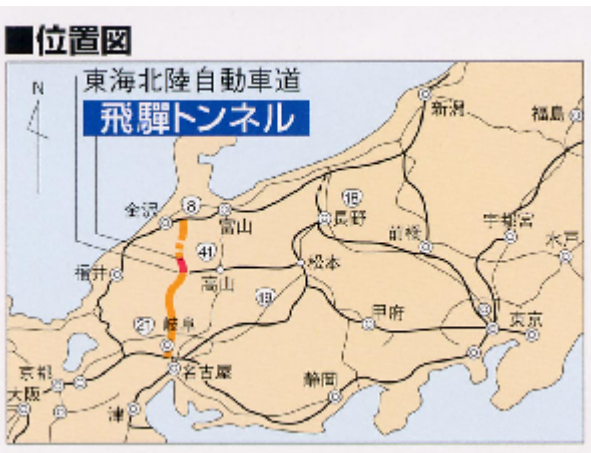 ■位置図
N
東海北陸自動車道
飛驒トンネル
新潟
福島
金沢
8
富山
18
長野
前橋
宇都宮
水戸
41
福井
高山
松本
19
21
岐阜
甲府
東京
名古屋
京都
静岡
大阪
津